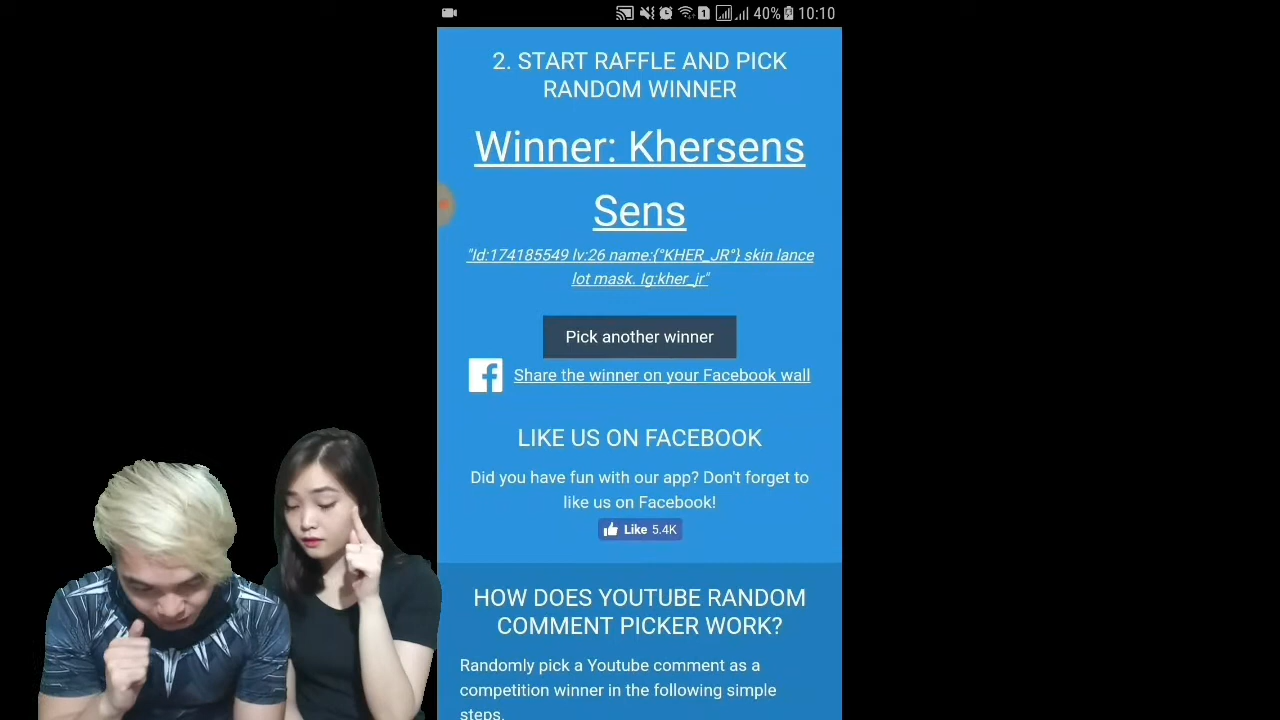 40% 10:10
2. START RAFFLE AND PICK
RANDOM WINNER
Winner: Khersens
Sens
"Id:174185549 lv:26 name:{°KHER_JR°} skin lance
lot mask. Ig:kher_jr"
Pick another winner
Share the winner on your Facebook wall
LIKE US ON FACEBOOK
Did you have fun with our app? Don't forget to
like us on Facebook!
Like 5.4K
HOW DOES YOUTUBE RANDOM
COMMENT PICKER WORK?
Randomly pick a Youtube comment as a
competition winner in the following simple
steps.